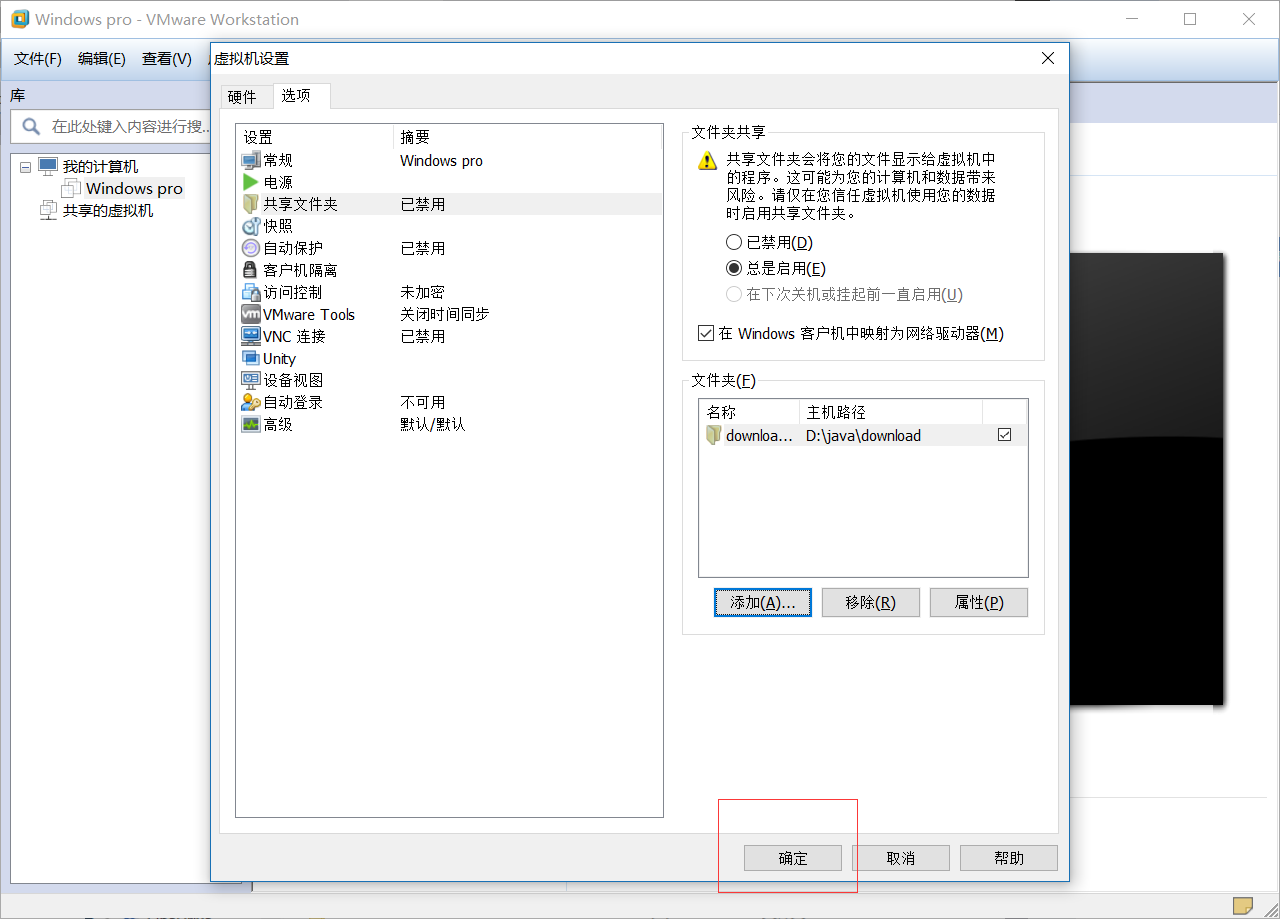 Windows pro - VMware Workstation
文件(F) 编辑(E) 查看(V)
库
在此处键入内容进行搜...
我的计算机
Windows pro
共享的虚拟机
虚拟机设置
硬件 选项
设置 摘要
常规 Windows pro
电源
共享文件夹 已禁用
快照
自动保护 已禁用
客户机隔离
访问控制 未加密
VMware Tools 关闭时间同步
VNC 连接 已禁用
Unity
设备视图
自动登录 不可用
高级 默认/默认
文件夹共享
共享文件夹会将您的文件显示给虚拟机中
的程序。这可能为您的计算机和数据带来
风险。请仅在您信任虚拟机使用您的数据
时启用共享文件夹。
已禁用(D)
总是启用(E)
在下次关机或挂起前一直启用(U)
在 Windows 客户机中映射为网络驱动器(M)
文件夹(F)
名称 主机路径
downloa... D:\java\download
添加(A)... 移除(R) 属性(P)
确定 取消 帮助